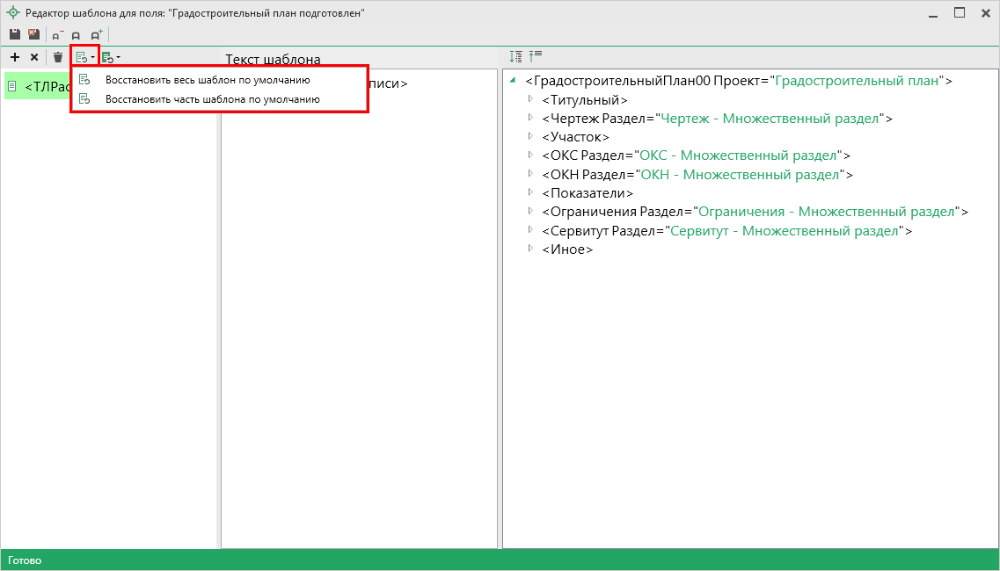 Редактор шаблона для поля: "Градостроительный план подготовлен"
Текст шаблона
<ТЛРас
Восстановить весь шаблон по умолчанию
Восстановить часть шаблона по умолчанию
писи>
<ГрадостроительныйПлан00 Проект="Градостроительный план">
<Титульный>
<Чертеж Раздел="Чертеж - Множественный раздел">
<Участок>
<ОКС Раздел="ОКС - Множественный раздел">
<ОКН Раздел="ОКН - Множественный раздел">
<Показатели>
<Ограничения Раздел="Ограничения - Множественный раздел">
<Сервитут Раздел="Сервитут - Множественный раздел">
<Иное>
Готово